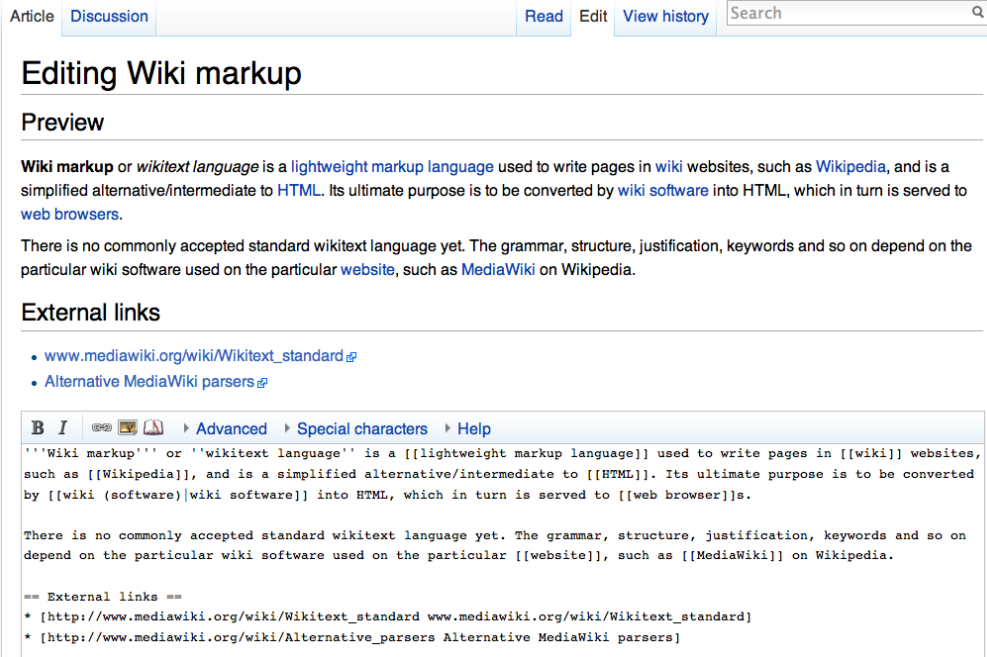 Article Discussion Read Edit View history Search
Editing Wiki markup
Preview
Wiki markup or wikitext language is a lightweight markup language used to write pages in wiki websites, such as Wikipedia, and is a
simplified alternative/intermediate to HTML. Its ultimate purpose is to be converted by wiki software into HTML, which in turn is served to
web browsers.
There is no commonly accepted standard wikitext language yet. The grammar, structure, justification, keywords and so on depend on the
particular wiki software used on the particular website, such as MediaWiki on Wikipedia.
External links
• www.mediawiki.org/wiki/Wikitext_standard
• Alternative MediaWiki parsers
B I Advanced Special characters Help
'''Wiki markup''' or ''wikitext language'' is a [[lightweight markup language]] used to write pages in [[wiki]] websites,
such as [[Wikipedia]], and is a simplified alternative/intermediate to [[HTML]]. Its ultimate purpose is to be converted
by [[wiki (software)|wiki software]] into HTML, which in turn is served to [[web browser]]s.
There is no commonly accepted standard wikitext language yet. The grammar, structure, justification, keywords and so on
depend on the particular wiki software used on the particular [[website]], such as [[MediaWiki]] on Wikipedia.
== External links ==
* [http://www.mediawiki.org/wiki/Wikitext_standard www.mediawiki.org/wiki/Wikitext_standard]
* [http://www.mediawiki.org/wiki/Alternative_parsers Alternative MediaWiki parsers]